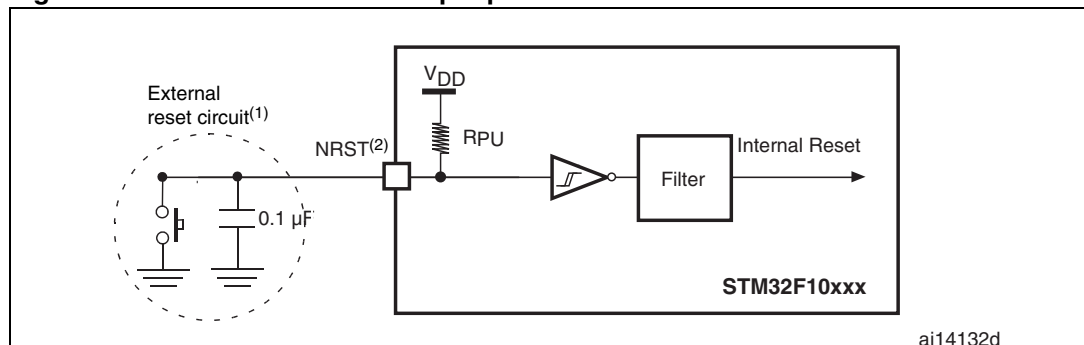 External
reset circuit(1)
VDD
NRST(2)
RPU
Internal Reset
Filter
0.1 µF
STM32F10xxx
ai14132d